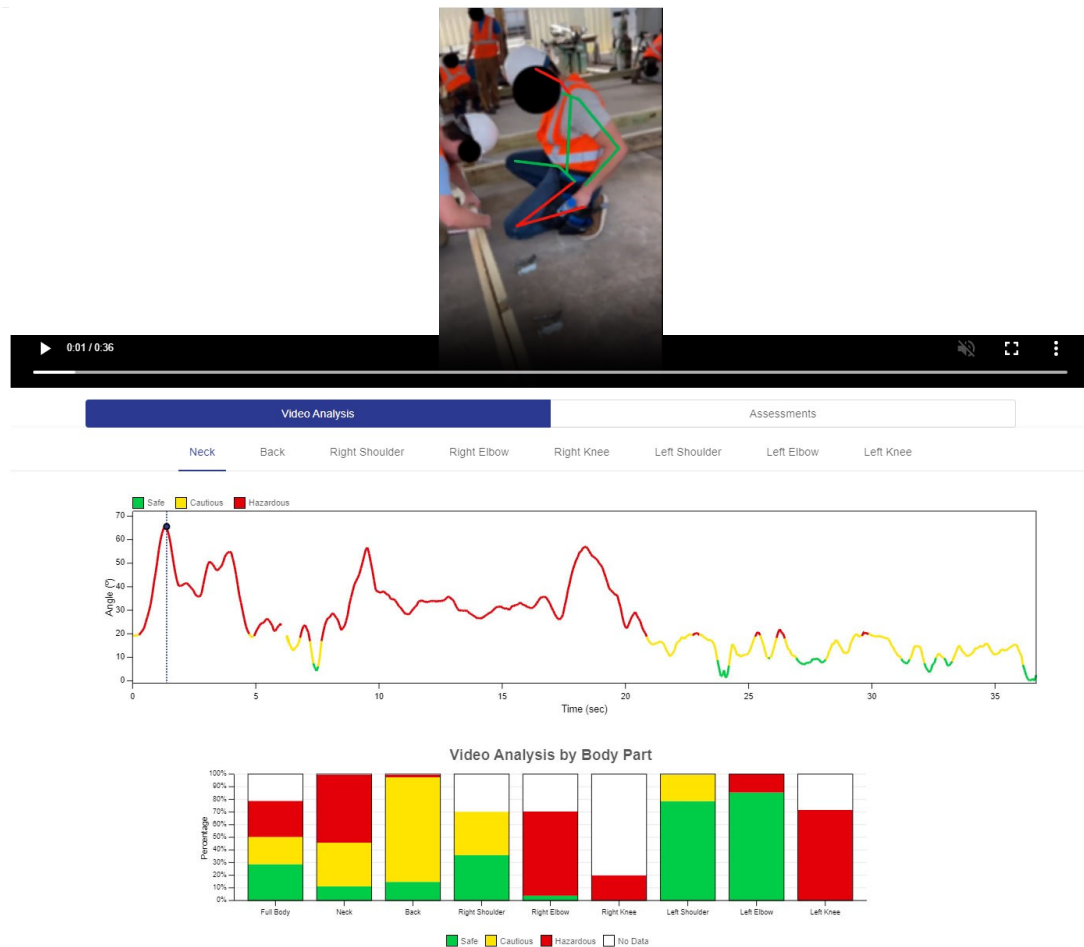 0:01 / 0:36
Video Analysis
Assessments
Neck Back Right Shoulder Right Elbow Right Knee Left Shoulder Left Elbow Left Knee
Safe Cautious Hazardous
70
60
50
40
30
20
10
0
Angle (º)
0 5 10 15 20 25 30 35
Time (sec)
Video Analysis by Body Part
100%
90%
80%
70%
60%
50%
40%
30%
20%
10%
0%
Percentage
Full Body Neck Back Right Shoulder Right Elbow Right Knee Left Shoulder Left Elbow Left Knee
Safe Cautious Hazardous No Data